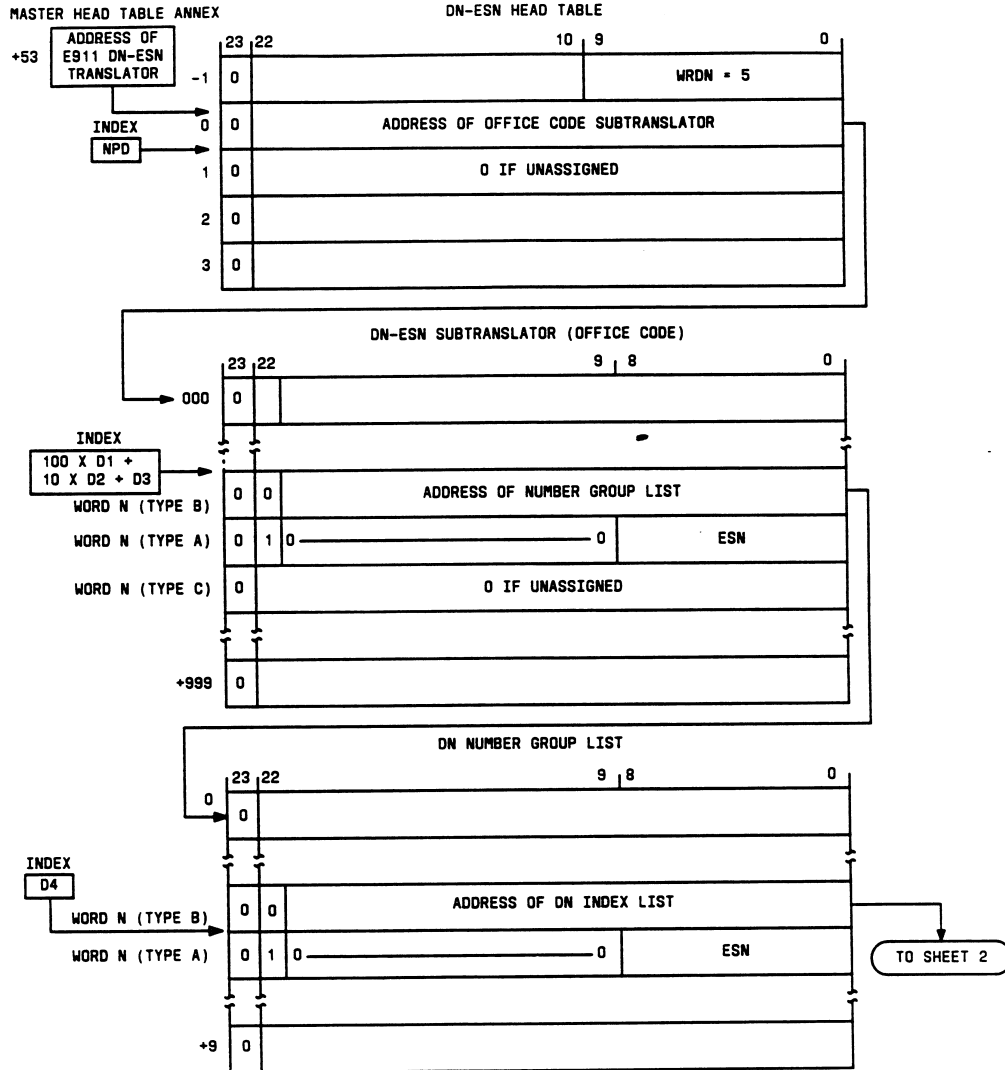 MASTER HEAD TABLE ANNEX
DN-ESN HEAD TABLE
+53
ADDRESS OF
E911 DN-ESN
TRANSLATOR
23 22 10 9 0
-1 0 WRDN = 5
INDEX
0 0 ADDRESS OF OFFICE CODE SUBTRANSLATOR
NPD
1 0 0 IF UNASSIGNED
2 0
3 0
DN-ESN SUBTRANSLATOR (OFFICE CODE)
23 22 9 8 0
000 0
INDEX
100 X D1 +
10 X D2 + D3
WORD N (TYPE B) 0 0 ADDRESS OF NUMBER GROUP LIST
WORD N (TYPE A) 0 1 0 0 ESN
WORD N (TYPE C) 0 0 IF UNASSIGNED
+999 0
DN NUMBER GROUP LIST
23 22 9 8 0
0 0
INDEX
D4
WORD N (TYPE B) 0 0 ADDRESS OF DN INDEX LIST
WORD N (TYPE A) 0 1 0 0 ESN
TO SHEET 2
+9 0